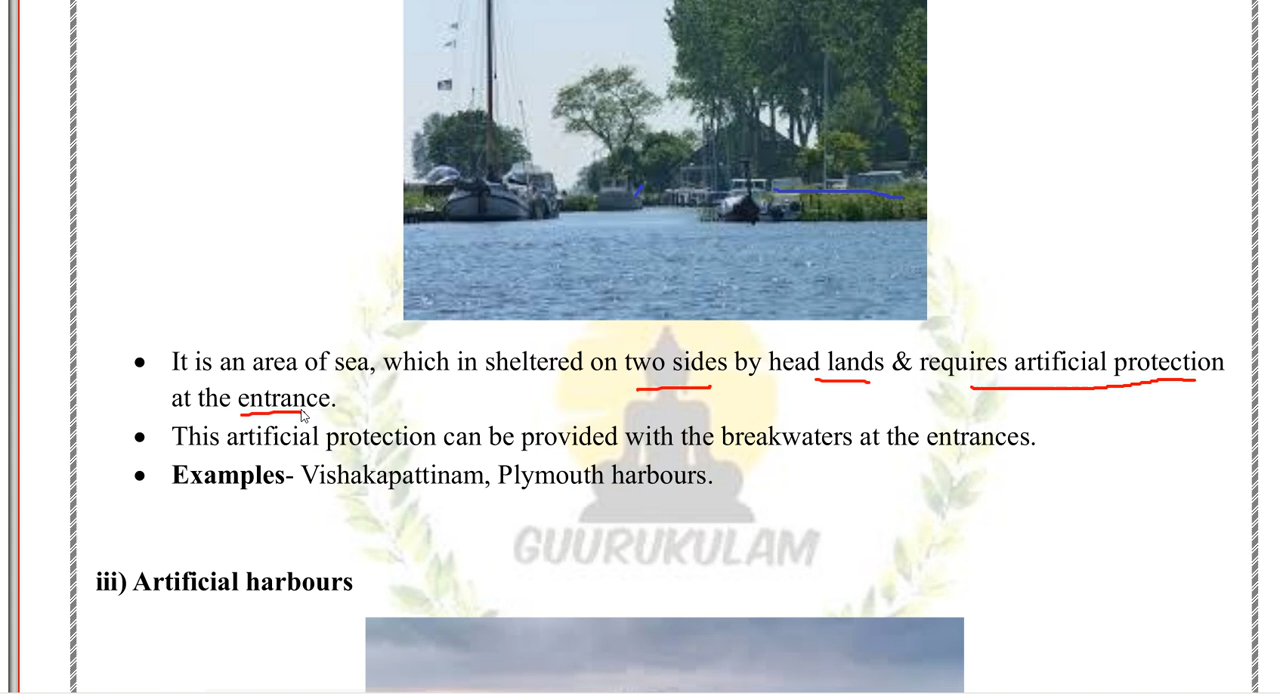 • It is an area of sea, which in sheltered on two sides by head lands & requires artificial protection
at the entrance.
• This artificial protection can be provided with the breakwaters at the entrances.
• Examples- Vishakapattinam, Plymouth harbours.
GUURUKULAM
iii) Artificial harbours